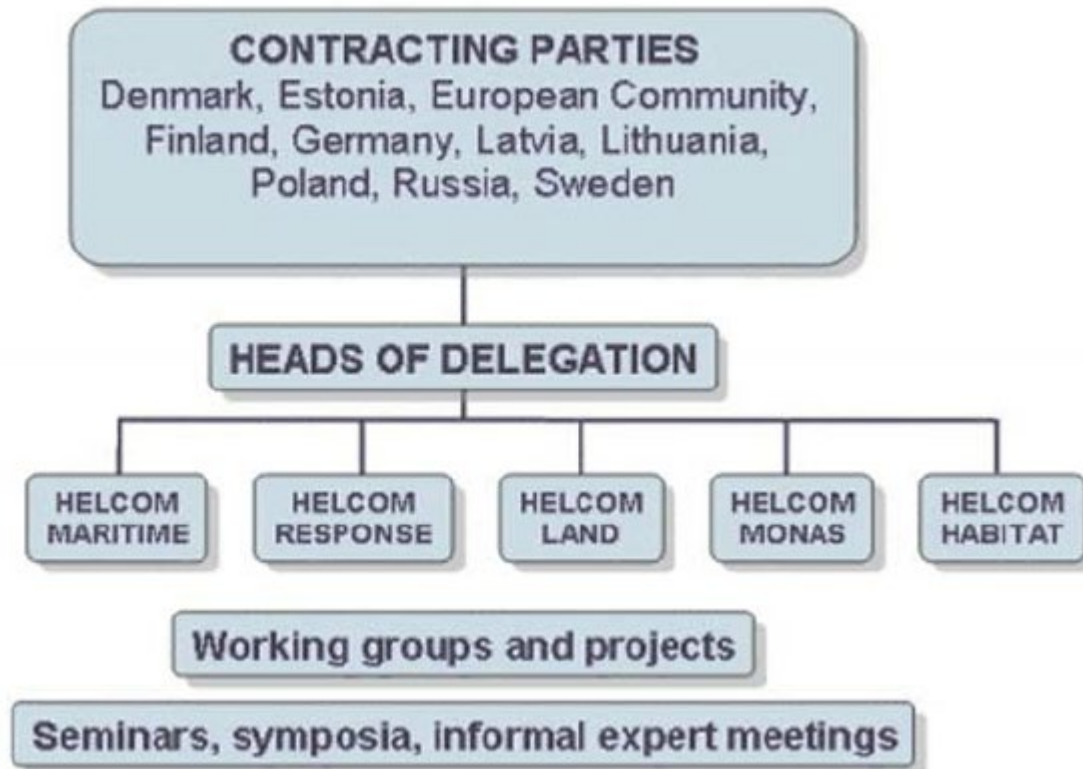 CONTRACTING PARTIES
Denmark, Estonia, European Community,
Finland, Germany, Latvia, Lithuania,
Poland, Russia, Sweden
HEADS OF DELEGATION
HELCOM
MARITIME
HELCOM
RESPONSE
HELCOM
LAND
HELCOM
MONAS
HELCOM
HABITAT
Working groups and projects
Seminars, symposia, informal expert meetings